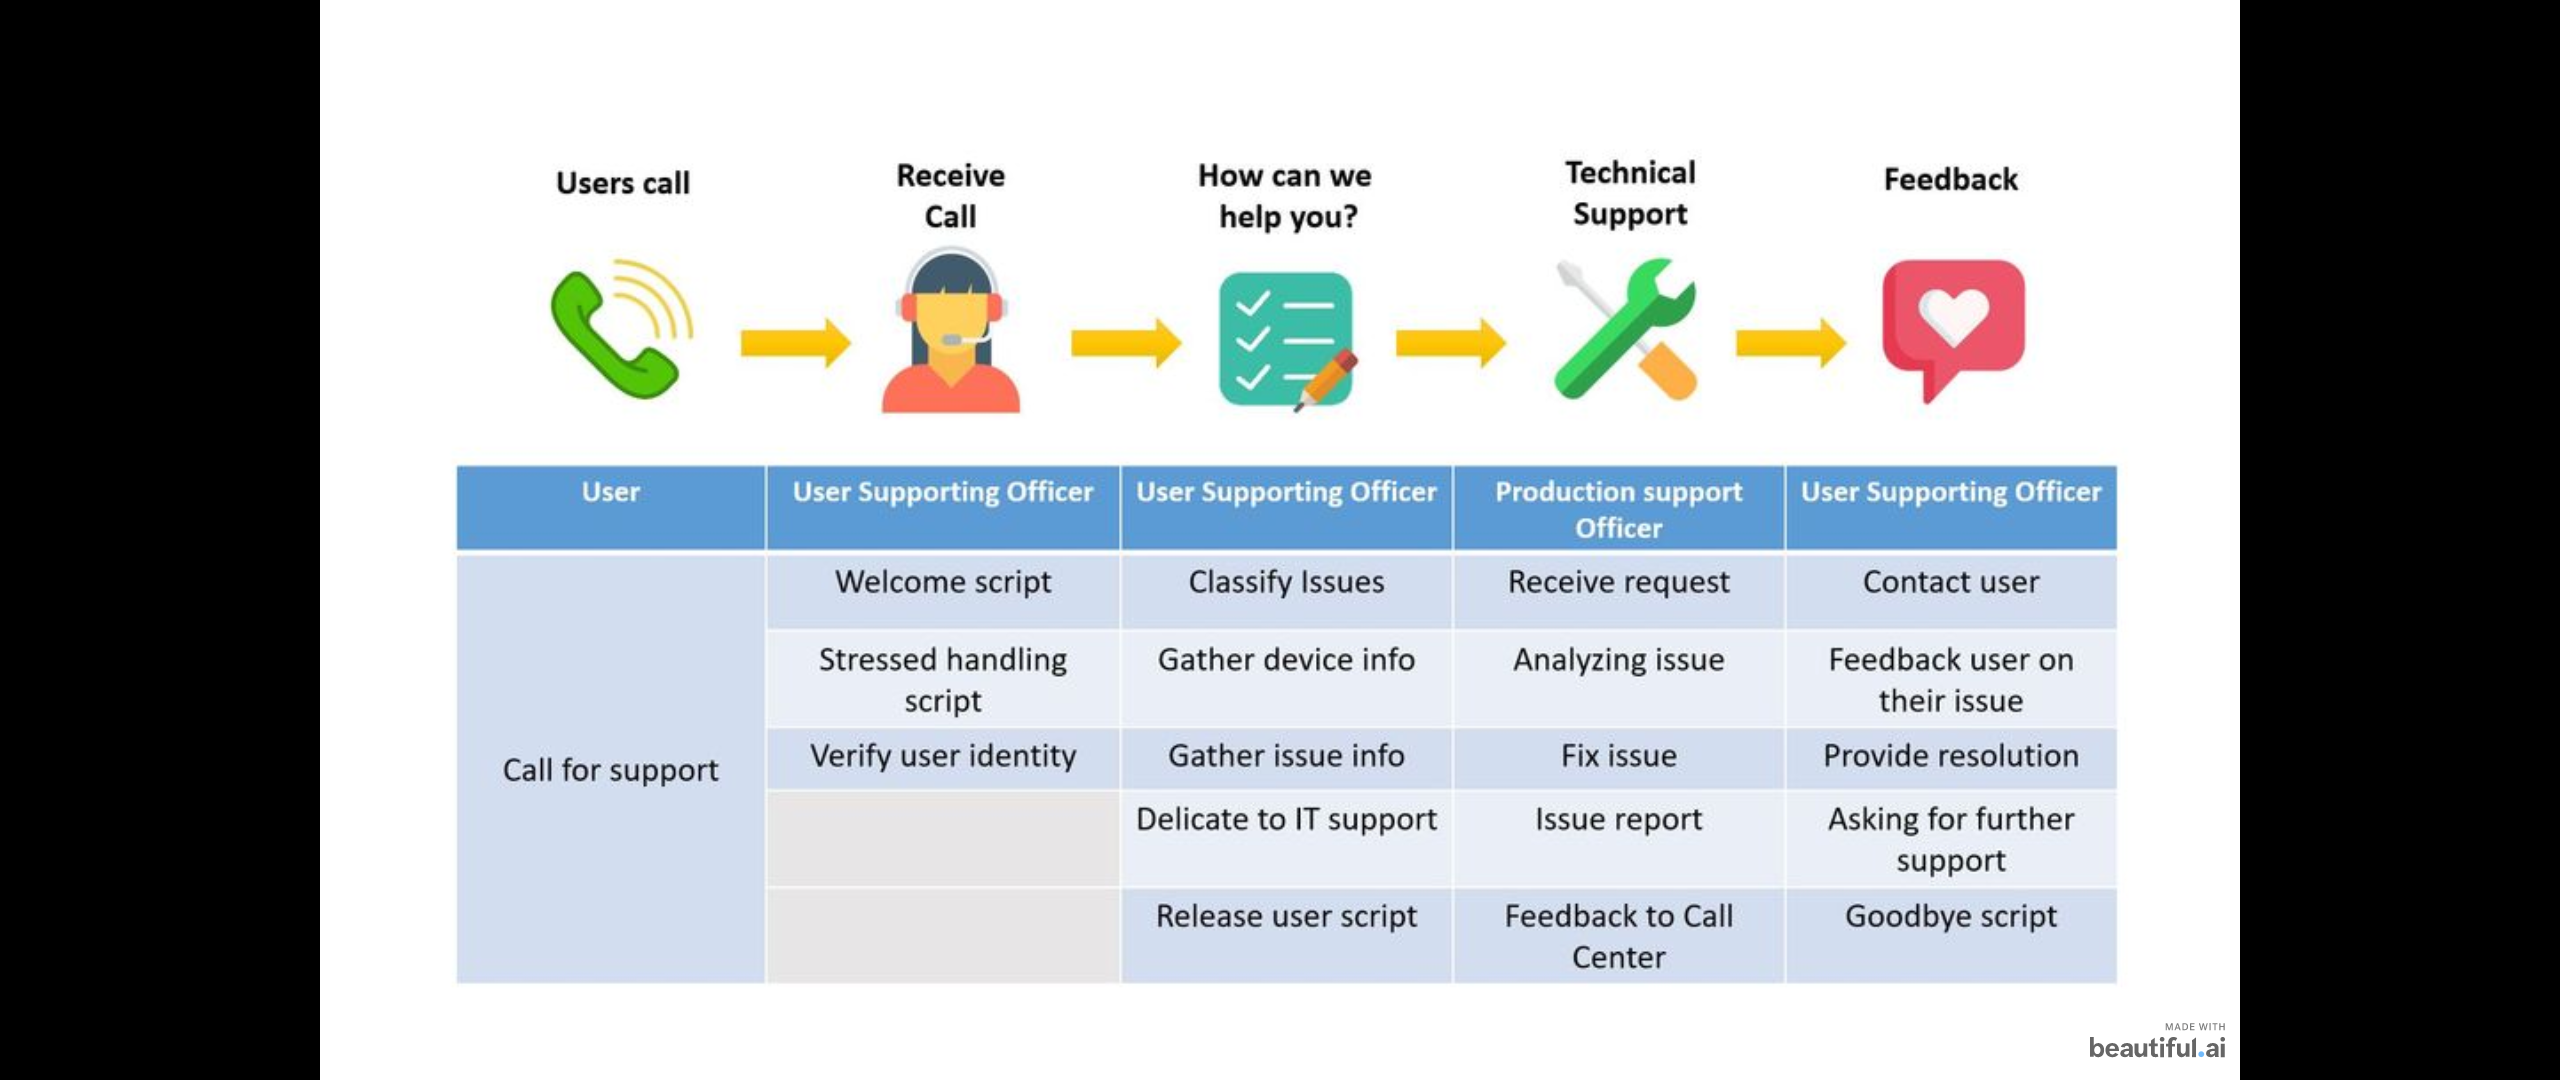 Users call
Receive
Call
How can we
help you?
Technical
Support
Feedback
User
User Supporting Officer
User Supporting Officer
Production support
Officer
User Supporting Officer
Call for support
Welcome script
Classify Issues
Receive request
Contact user
Stressed handling
script
Gather device info
Analyzing issue
Feedback user on
their issue
Verify user identity
Gather issue info
Fix issue
Provide resolution
Delicate to IT support
Issue report
Asking for further
support
Release user script
Feedback to Call
Center
Goodbye script
MADE WITH
beautiful.ai